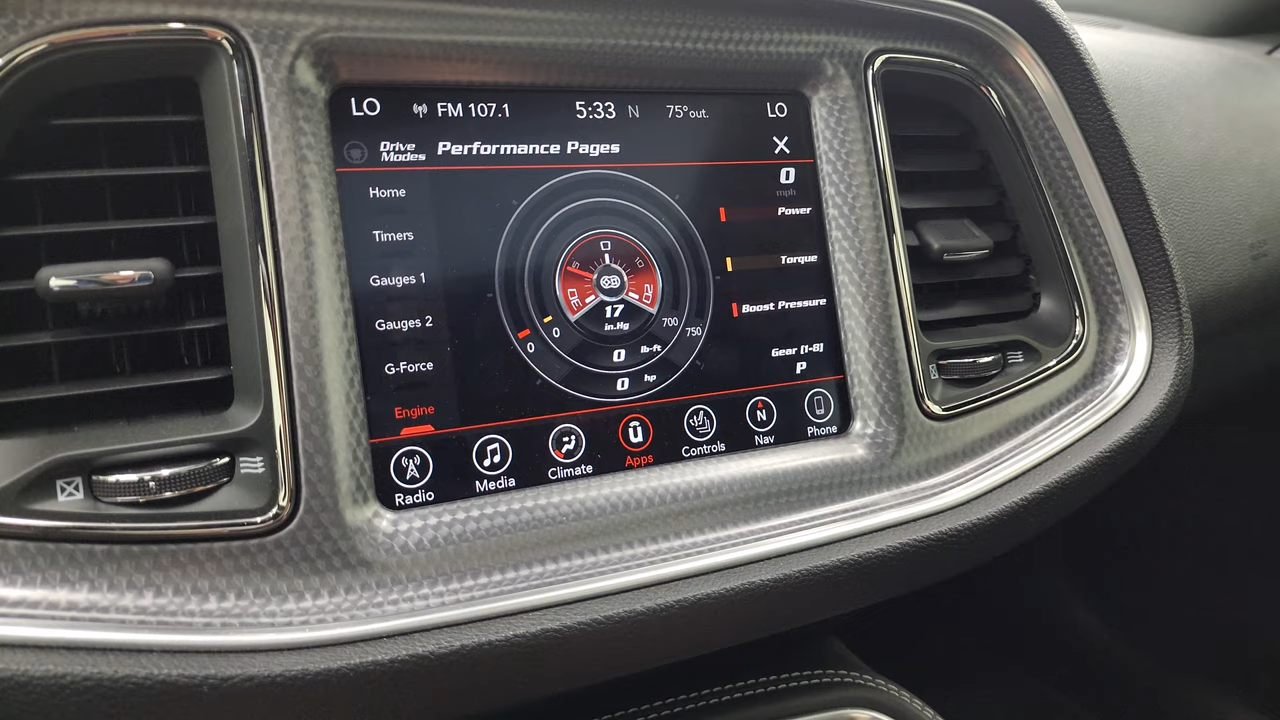 LO FM 107.1 5:33 N 75°out. LO
Drive Modes Performance Pages X
0
mph
Home
Timers
Gauges 1
Gauges 2
G-Force
Engine
0
5
10
30
20
17
in.Hg
0
0
700
750
0 lb-ft
0 hp
Power
Torque
Boost Pressure
Gear [1-8]
P
Radio
Media
Climate
Apps
Controls
N
Nav
Phone